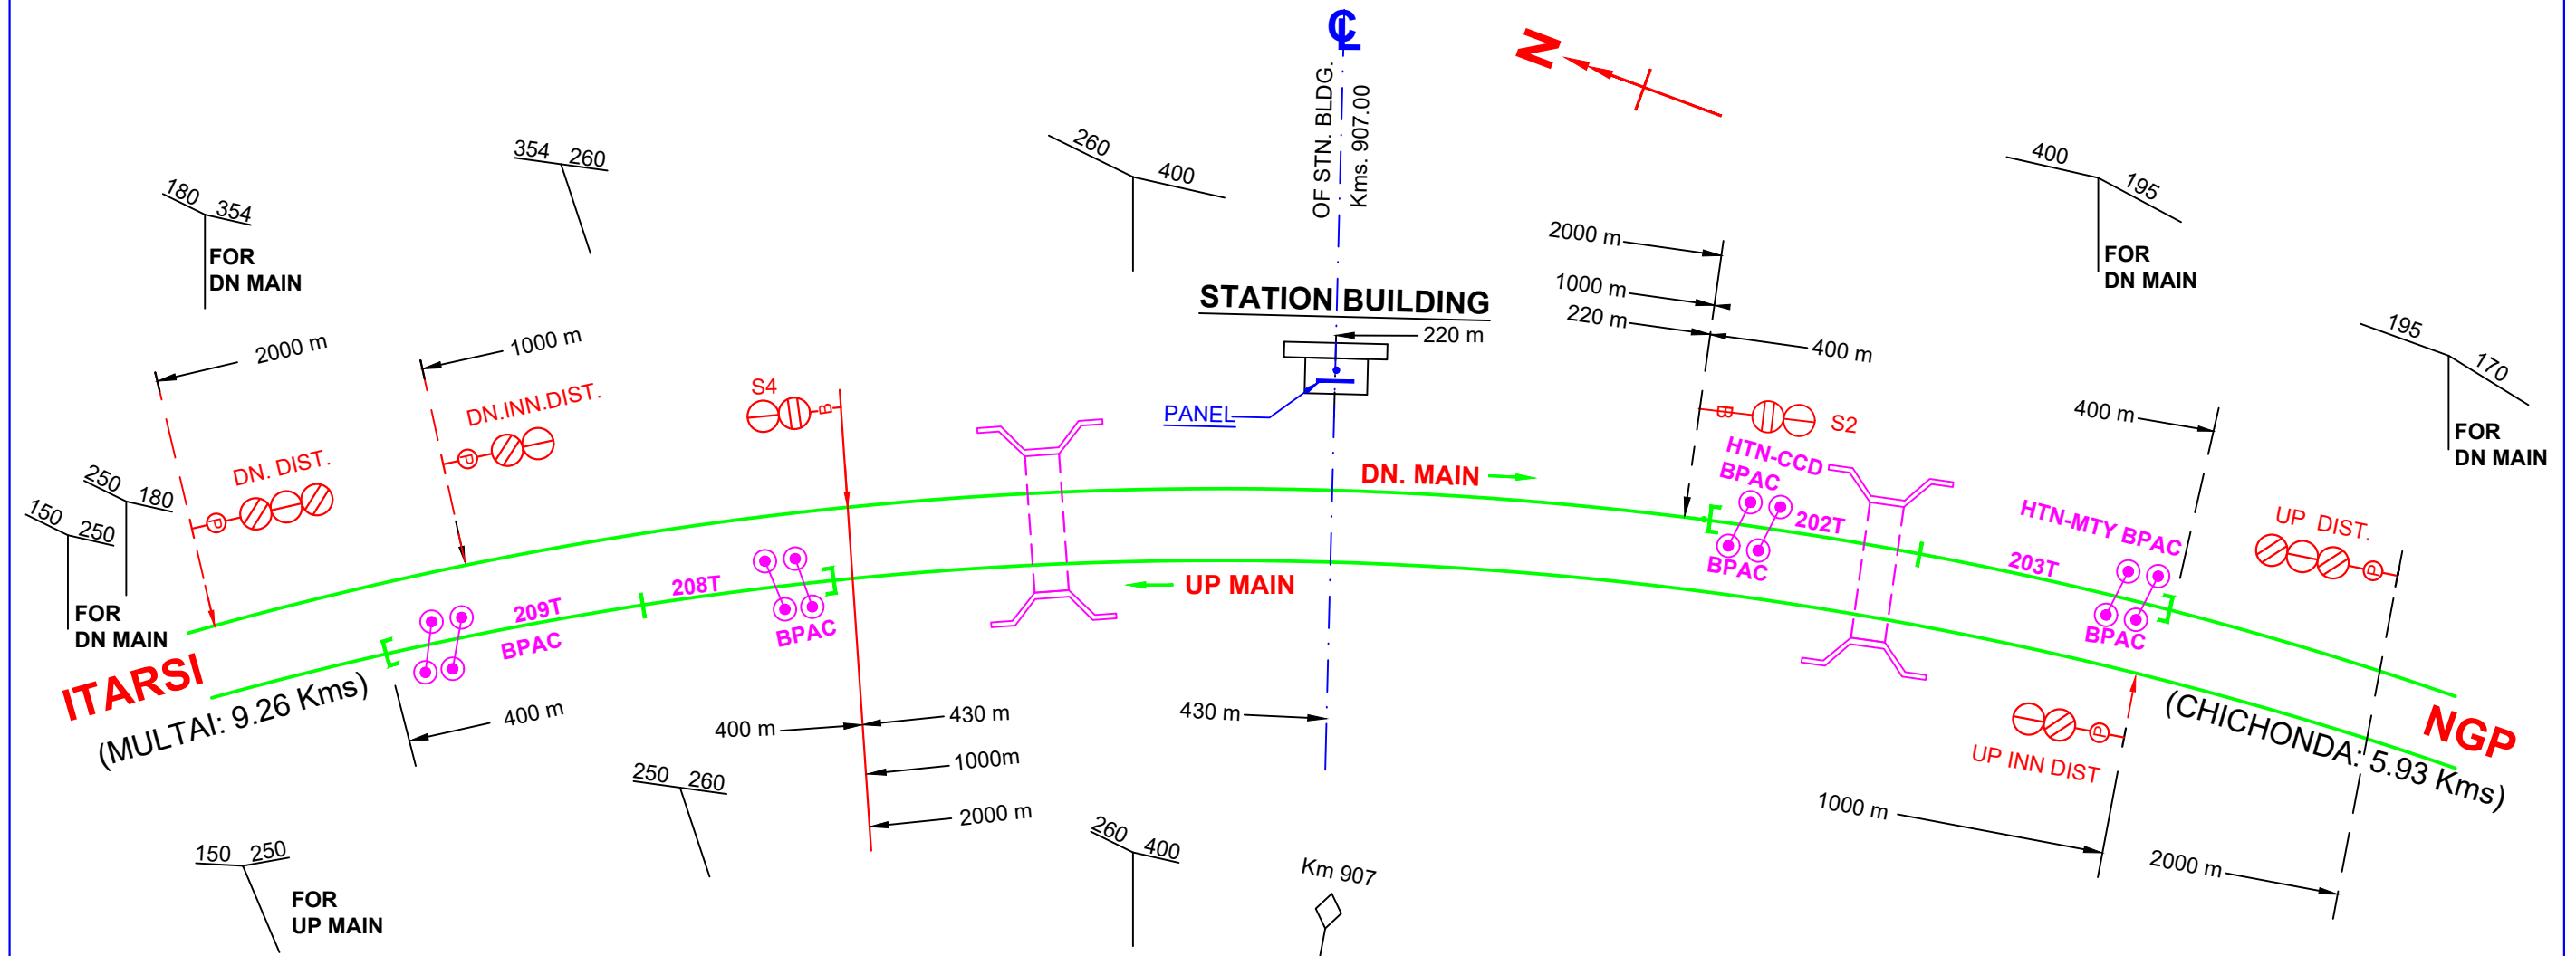 ℄
OF STN. BLDG.
Kms. 907.00
N
180 354
FOR
DN MAIN
354 260
260 400
400 195
FOR
DN MAIN
195 170
FOR
DN MAIN
2000 m
1000 m
220 m
400 m
STATION BUILDING
220 m
PANEL
2000 m
1000 m
DN. DIST.
P
DN.INN.DIST.
P
S4
B
B
S2
HTN-CCD
BPAC
400 m
DN. MAIN
250 180
150 250
FOR
DN MAIN
202T
BPAC
HTN-MTY BPAC
203T
BPAC
UP DIST.
P
UP MAIN
208T
BPAC
209T
BPAC
ITARSI
(MULTAI: 9.26 Kms)
400 m
400 m
430 m
1000m
2000 m
430 m
P
UP INN DIST
(CHICHONDA: 5.93 Kms)
NGP
1000 m
2000 m
250 260
150 250
FOR
UP MAIN
260 400
Km 907